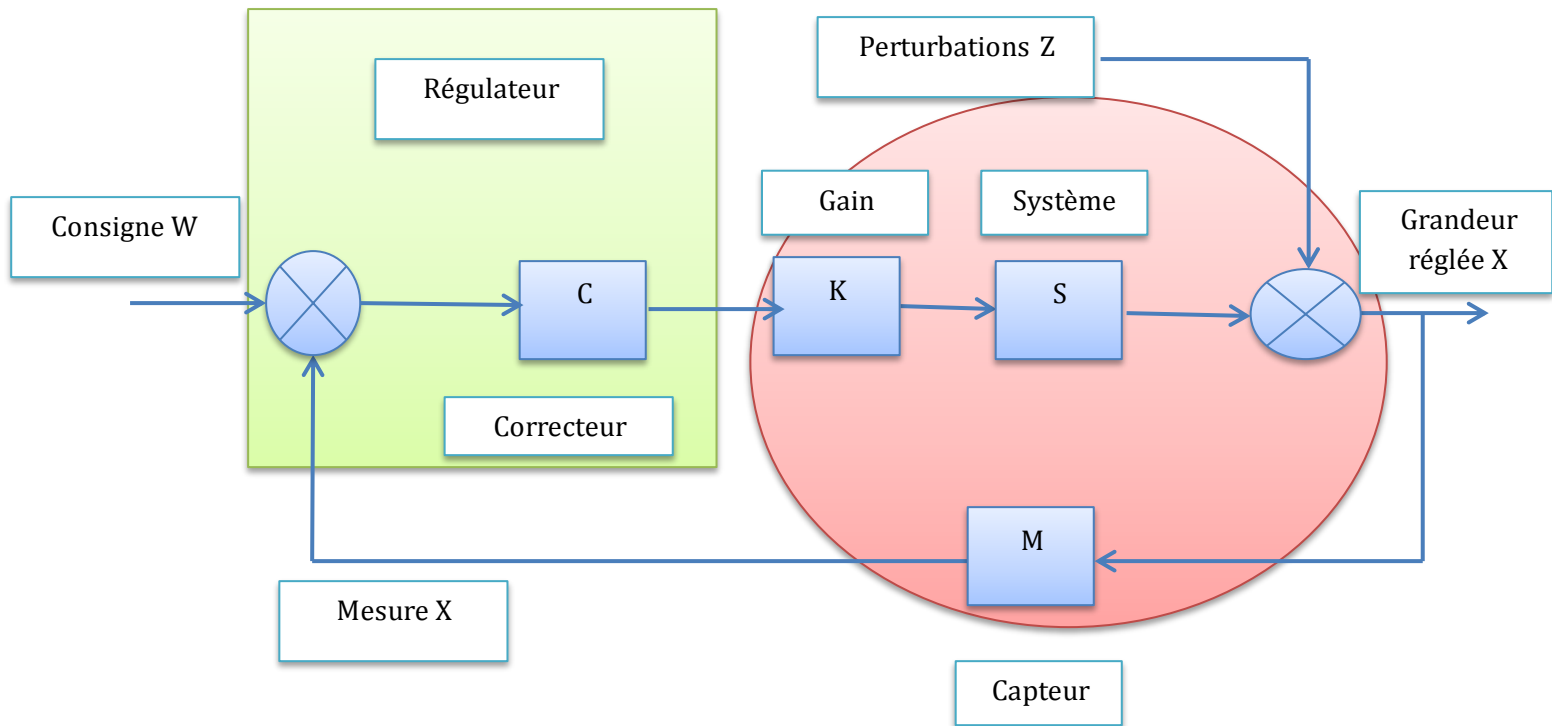 Perturbations Z
Régulateur
Gain
Système
Consigne W
Grandeur
réglée X
C
K
S
Correcteur
M
Mesure X
Capteur